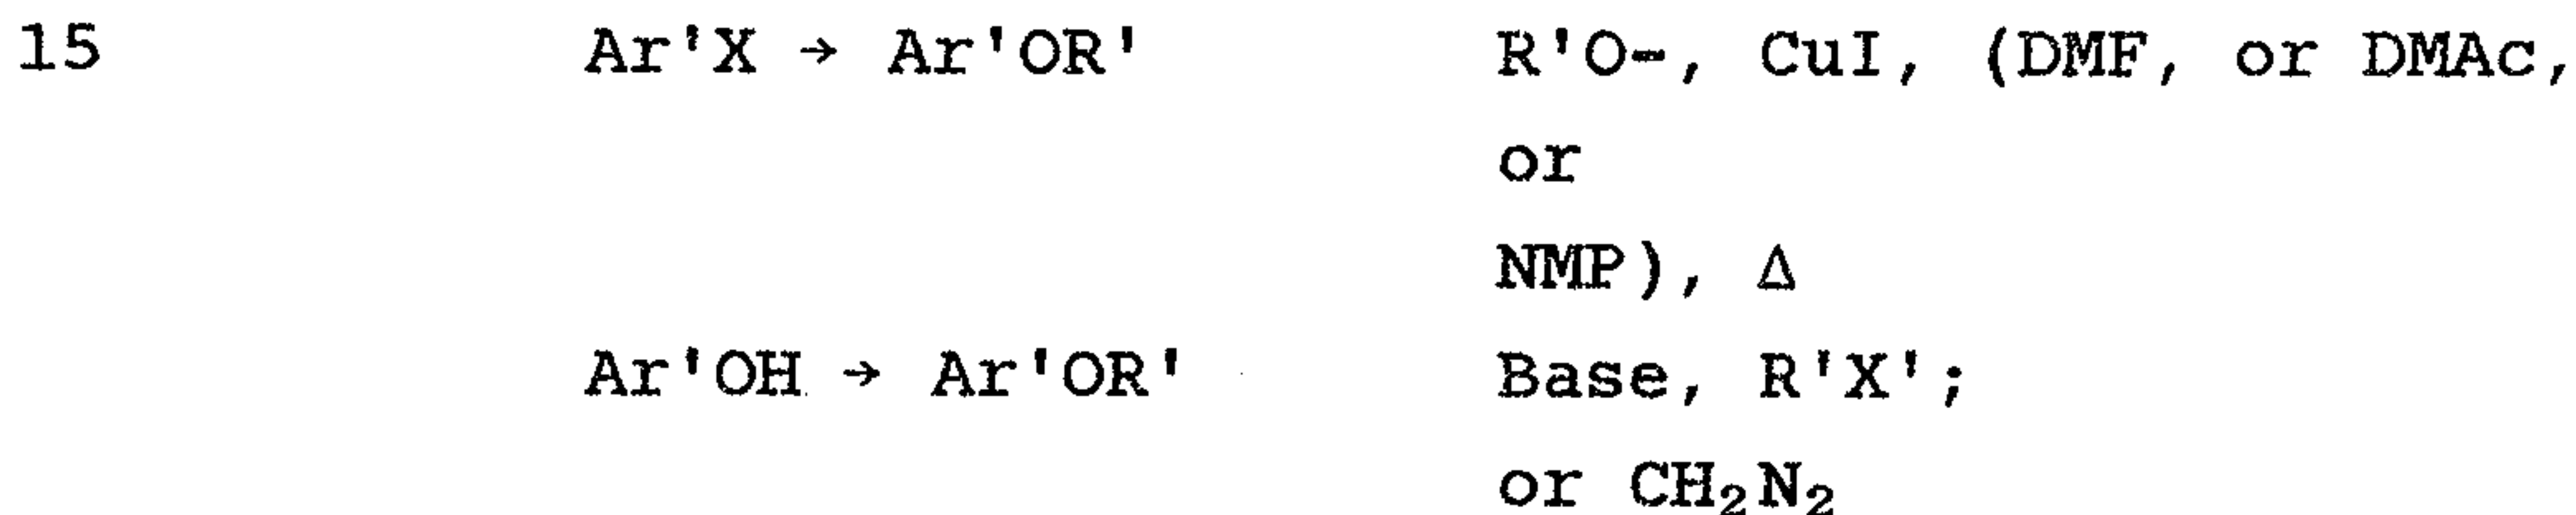 15 Ar'X → Ar'OR' R'O-, CuI, (DMF, or DMAc,
or
NMP), Δ
Ar'OH → Ar'OR' Base, R'X';
or CH₂N₂